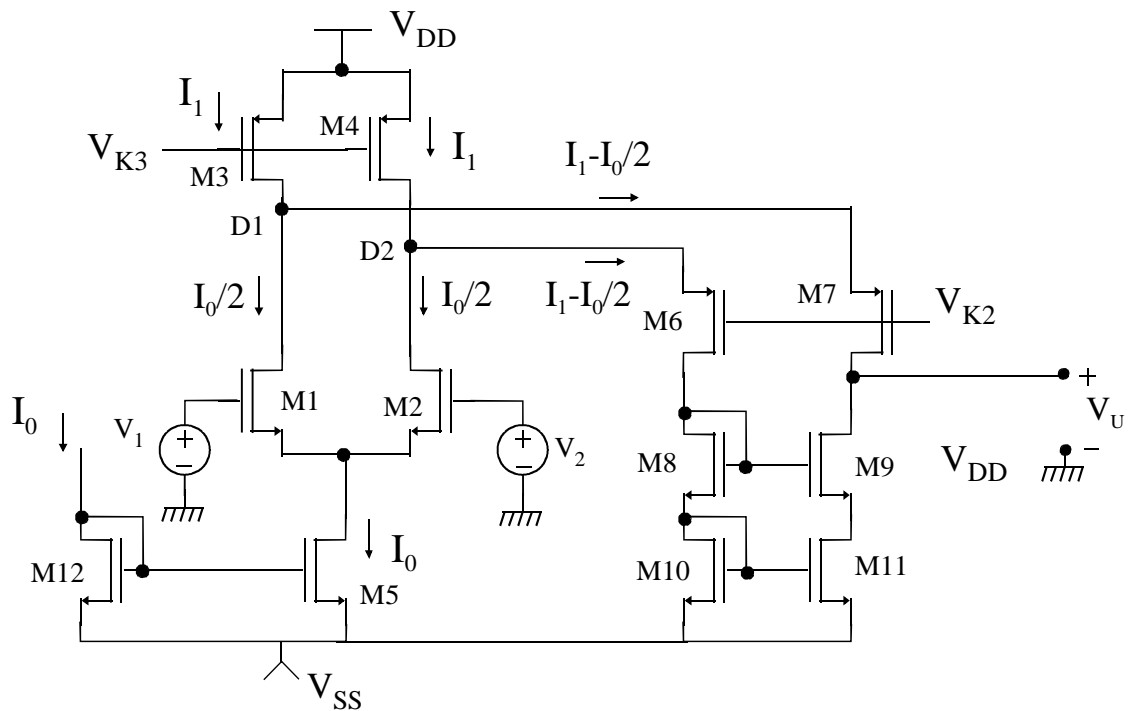 V_DD
I_1
M4
V_K3
I_1
M3
I_1-I_0/2
D1
D2
I_0/2
I_0/2
I_1-I_0/2
M7
M6
V_K2
M1
M2
I_0
V_1
+
−
+
−
V_2
+
V_U
−
M8
M9
V_DD
M12
I_0
M5
M10
M11
V_SS